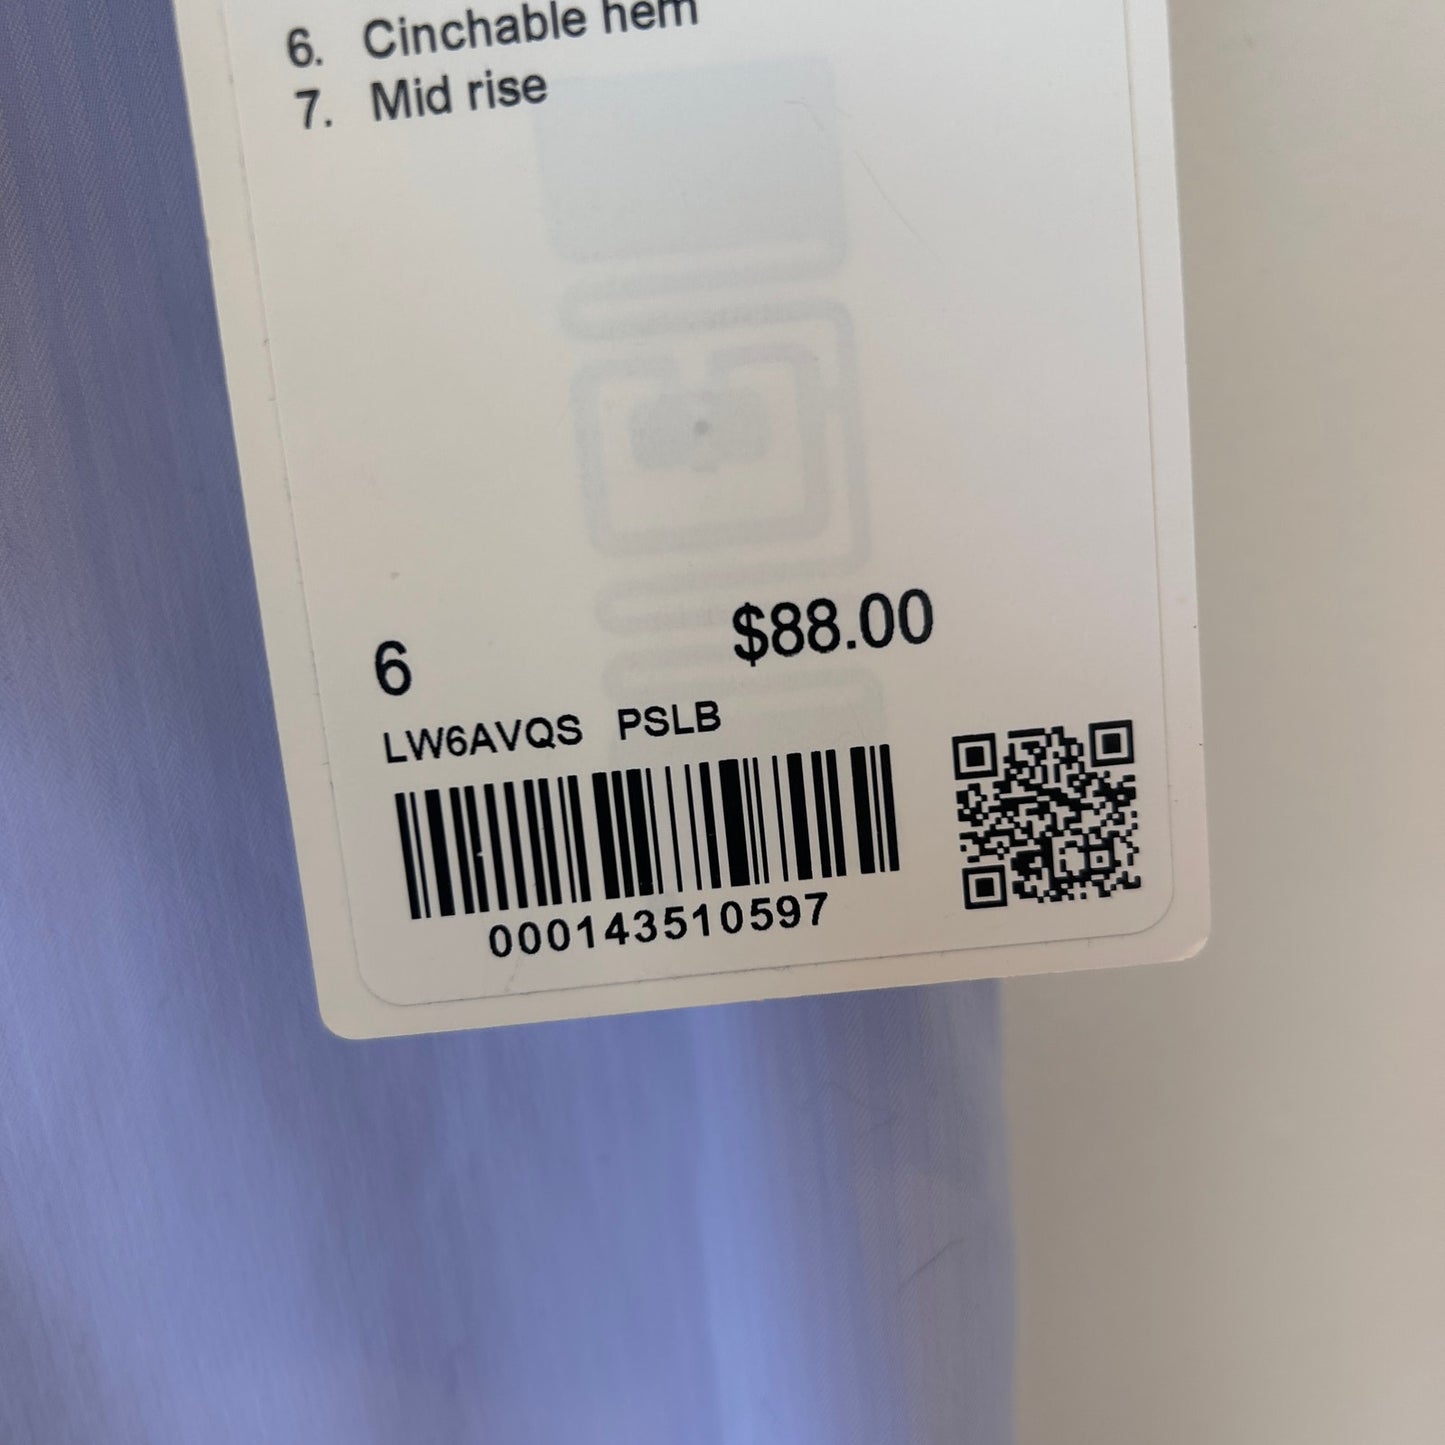 6. Cinchable hem
7. Mid rise
6 $88.00
LW6AVQS PSLB
000143510597